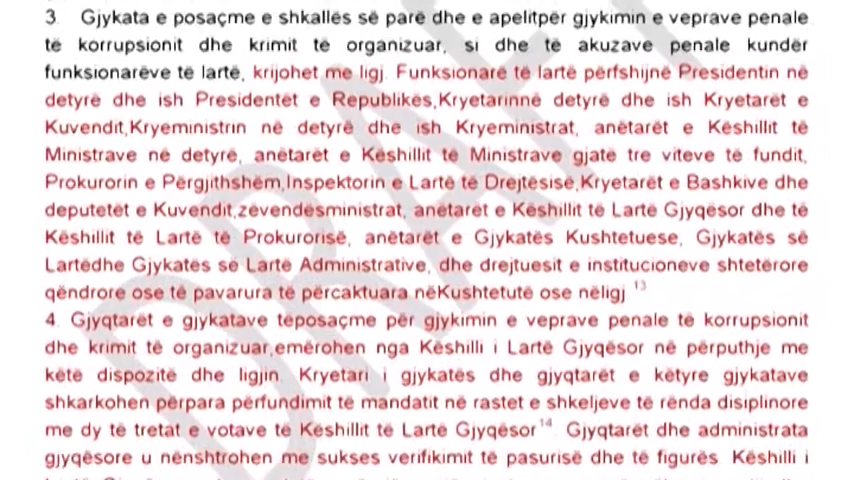 3. Gjykata e posaçme e shkallës së parë dhe e apelitpër gjykimin e veprave penale
të korrupsionit dhe krimit të organizuar, si dhe të akuzave penale kundër
funksionarëve të lartë, krijohet me ligj. Funksionarë të lartë përfshijnë Presidentin në
detyrë dhe ish Presidentët e Republikës,Kryetarinnë detyrë dhe ish Kryetarët e
Kuvendit,Kryeministrin në detyrë dhe ish Kryeministrat, anëtarët e Këshillit të
Ministrave në detyrë, anëtarët e Këshillit të Ministrave gjatë tre viteve të fundit,
Prokurorin e Përgjithshëm,Inspektorin e Lartë të Drejtësisë,Kryetarët e Bashkive dhe
deputetët e Kuvendit,zëvendësministrat, anëtarët e Këshillit të Lartë Gjyqësor dhe të
Këshillit të Lartë të Prokurorisë, anëtarët e Gjykatës Kushtetuese, Gjykatës së
Lartëdhe Gjykatës së Lartë Administrative, dhe drejtuesit e institucioneve shtetërore
qëndrore ose të pavarura të përcaktuara nëKushtetutë ose nëligj 13
4. Gjyqtarët e gjykatave tëposaçme për gjykimin e veprave penale të korrupsionit
dhe krimit të organizuar,emërohen nga Këshilli i Lartë Gjyqësor në përputhje me
këtë dispozitë dhe ligjin. Kryetari i gjykatës dhe gjyqtarët e këtyre gjykatave
shkarkohen përpara përfundimit të mandatit në rastet e shkeljeve të rënda disiplinore
me dy të tretat e votave të Këshillit të Lartë Gjyqësor14. Gjyqtarët dhe administrata
gjyqësore u nënshtrohen me sukses verifikimit të pasurisë dhe të figurës. Këshilli i
DRAFT